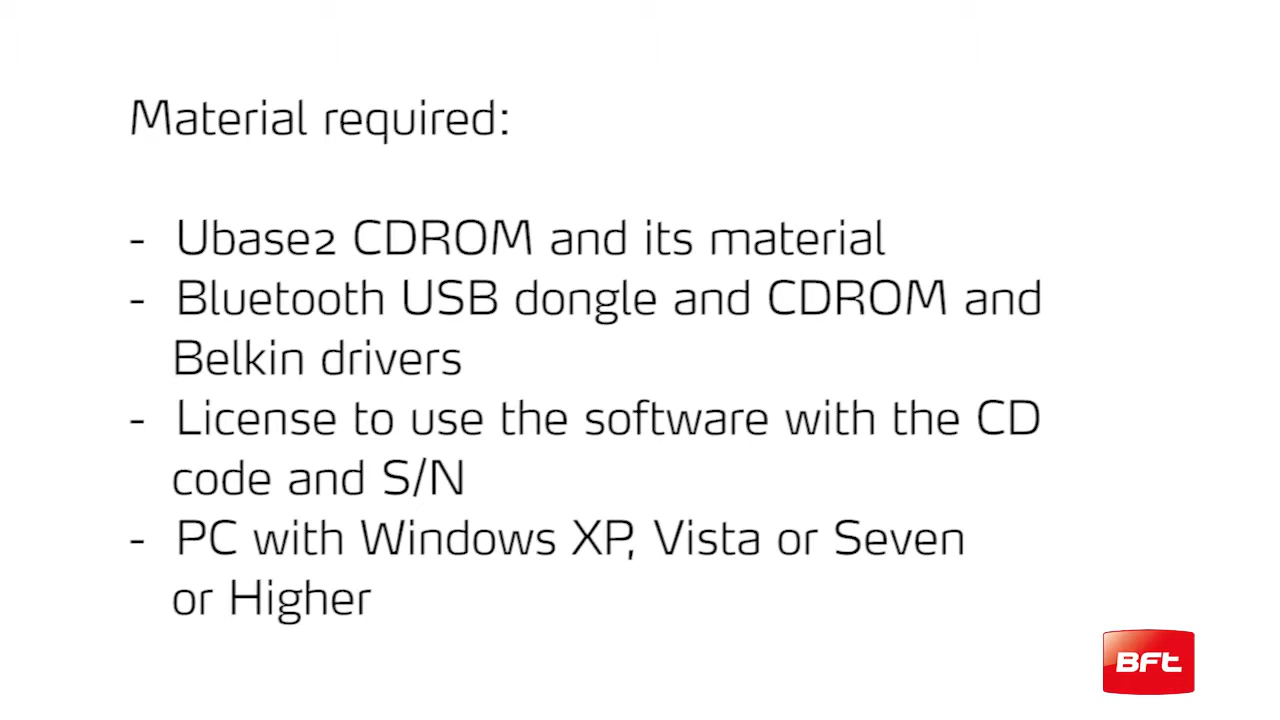 Material required:
- Ubase2 CDROM and its material
- Bluetooth USB dongle and CDROM and
Belkin drivers
- License to use the software with the CD
code and S/N
- PC with Windows XP, Vista or Seven
or Higher
BFt